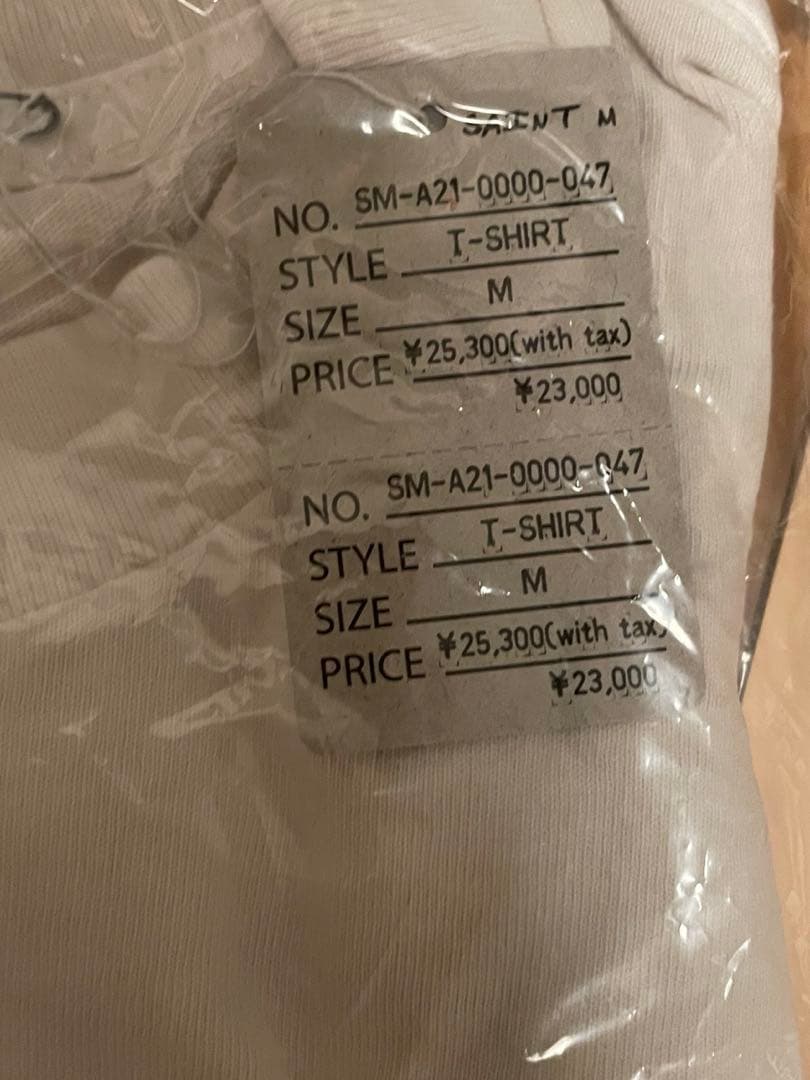 SAINT M
NO. SM-A21-0000-047
STYLE T-SHIRT
SIZE M
PRICE ¥25,300(with tax)
¥23,000
NO. SM-A21-0000-047
STYLE T-SHIRT
SIZE M
PRICE ¥25,300(with tax)
¥23,000